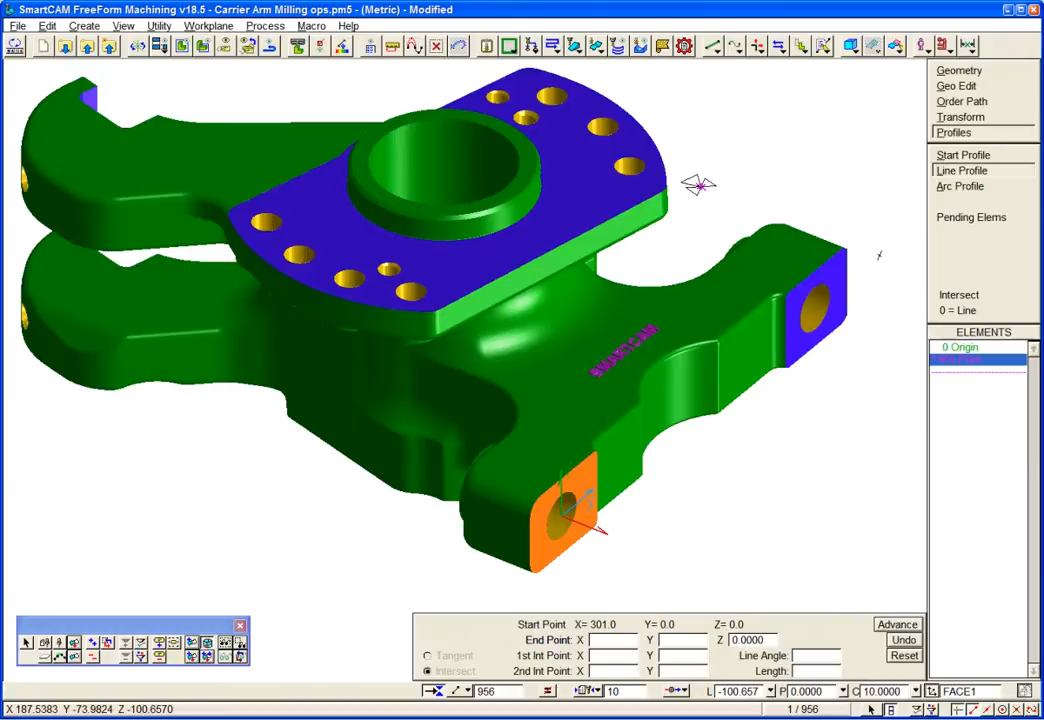 SmartCAM FreeForm Machining v18.5 - Carrier Arm Milling ops.pm5 - (Metric) - Modified
File Edit Create View Utility Workplane Process Macro Help
Geometry
Geo Edit
Order Path
Transform
Profiles
Start Profile
Line Profile
Arc Profile
Pending Elems
Intersect
0 = Line
ELEMENTS
0 Origin
SMARTCAM
Start Point X= 301.0 Y= 0.0 Z= 0.0 Advance
End Point: X Y Z 0.0000 Undo
Tangent 1st Int Point: X Y Line Angle: Reset
Intersect 2nd Int Point: X Y Length:
956 10 L -100.657 P 0.0000 C 10.0000 FACE1
X 187.5383 Y -73.9824 Z -100.6570 1 / 956